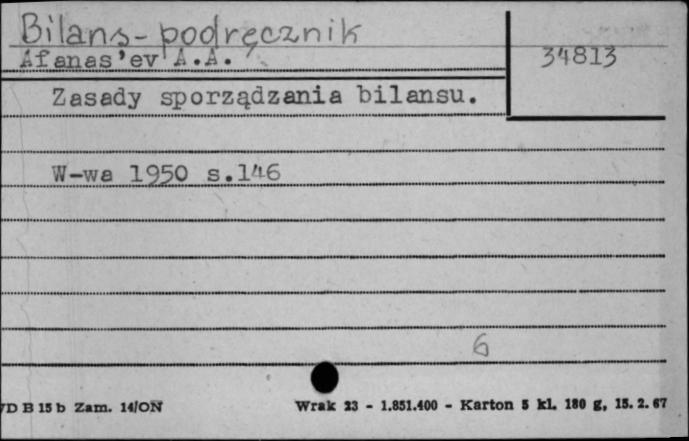 Bilans- podręcznik
Afanas'ev A.A.
34813
Zasady sporządzania bilansu.
W-wa 1950 s.146
6
VD B 15 b Zam. 14/ON
Wrak 23 - 1.851.400 - Karton 5 kl. 180 g, 15. 2. 67